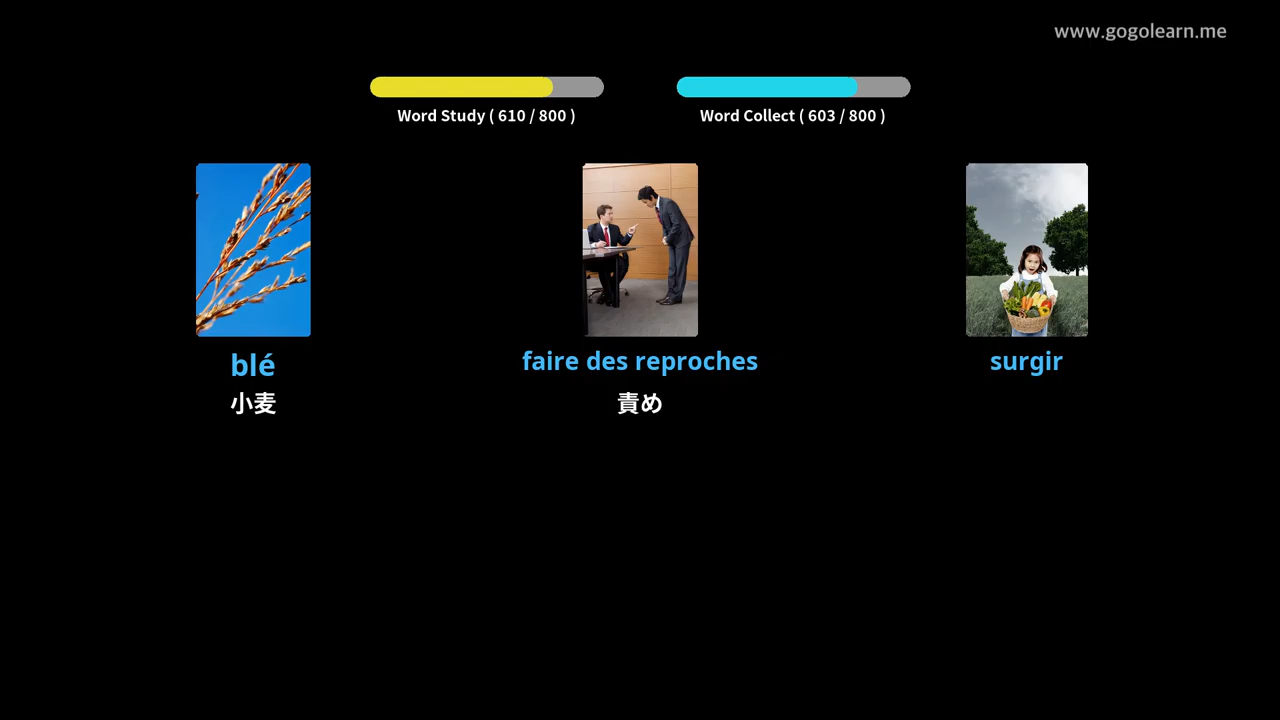 www.gogolearn.me
Word Study ( 610 / 800 )
Word Collect ( 603 / 800 )
blé
faire des reproches
surgir
小麦
責め